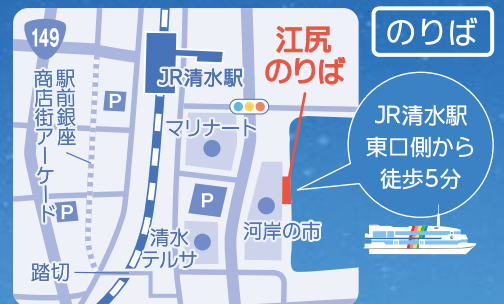 149
のりば
江尻
のりば
JR清水駅
駅前銀座
商店街アーケード
P
マリナート
JR清水駅
東口側から
徒歩5分
P
P
河岸の市
清水
テルサ
踏切